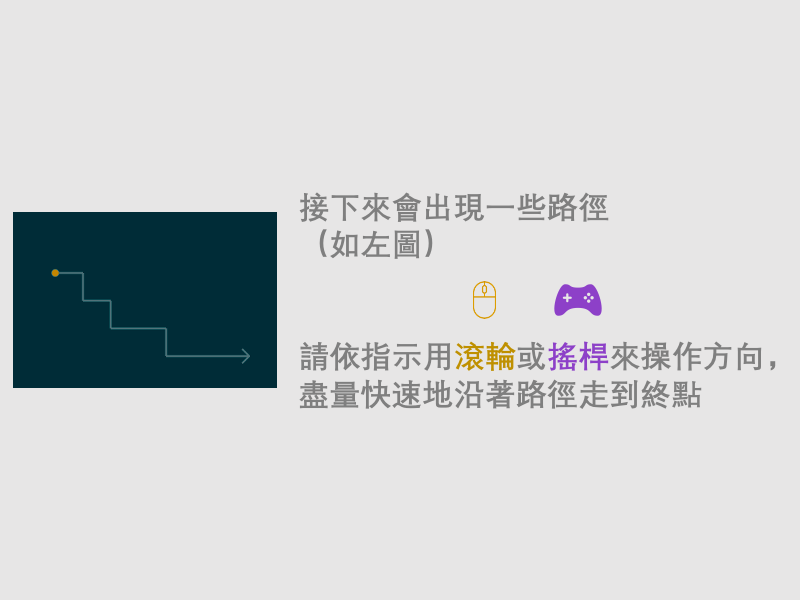 接下來會出現一些路徑
（如左圖）
請依指示用滾輪或搖桿來操作方向，
盡量快速地沿著路徑走到終點